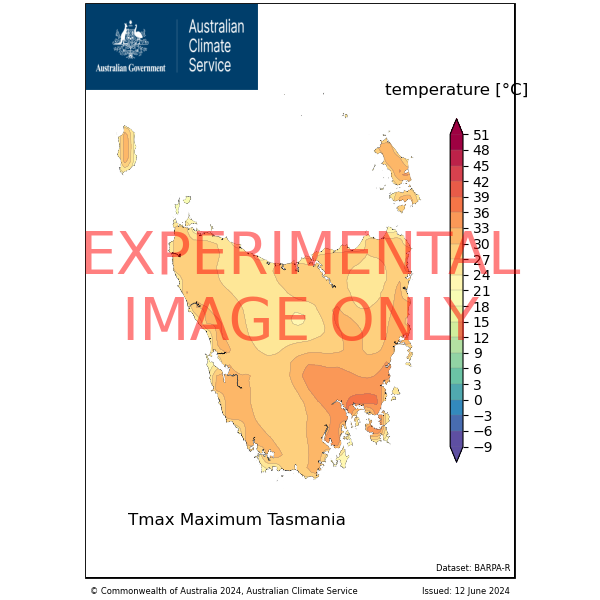 Australian Government
Australian
Climate
Service
temperature [°C]
51
48
45
42
39
36
33
30
27
24
21
18
15
12
9
6
3
0
−3
−6
−9
EXPERIMENTAL
IMAGE ONLY
Tmax Maximum Tasmania
Dataset: BARPA-R
© Commonwealth of Australia 2024, Australian Climate Service
Issued: 12 June 2024